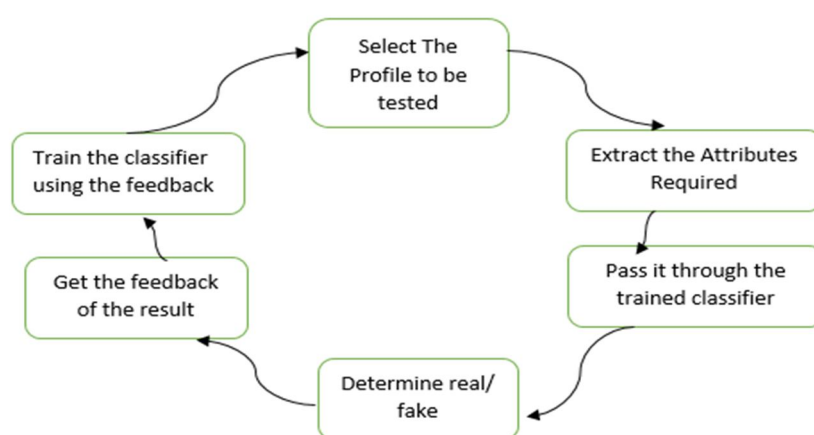 Select The
Profile to be
tested
Extract the Attributes
Required
Pass it through the
trained classifier
Determine real/
fake
Get the feedback
of the result
Train the classifier
using the feedback